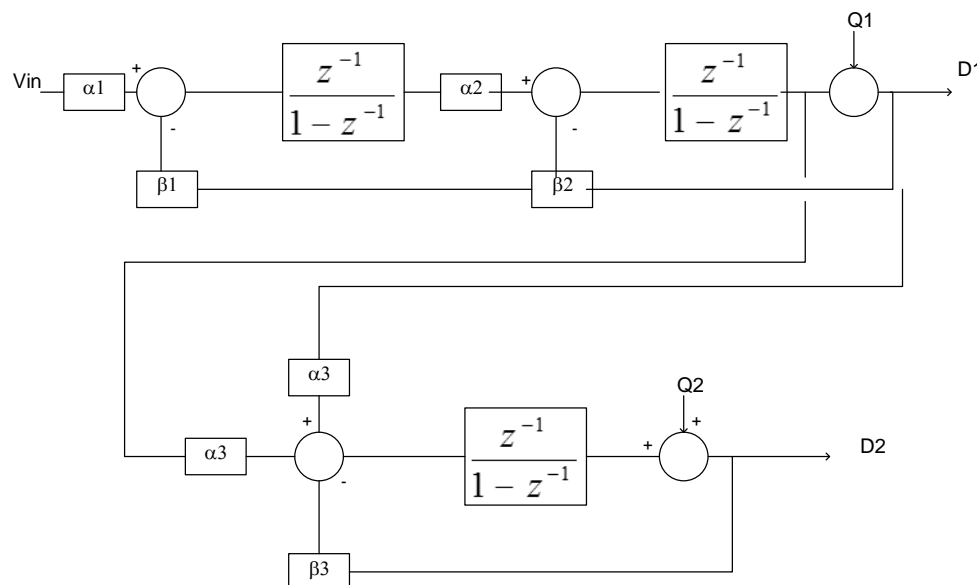 Q1
D1
Vin
α1
+
-
z^{-1}
1 - z^{-1}
α2
+
-
z^{-1}
1 - z^{-1}
β1
β2
α3
Q2
α3
+
-
z^{-1}
1 - z^{-1}
+
+
D2
β3